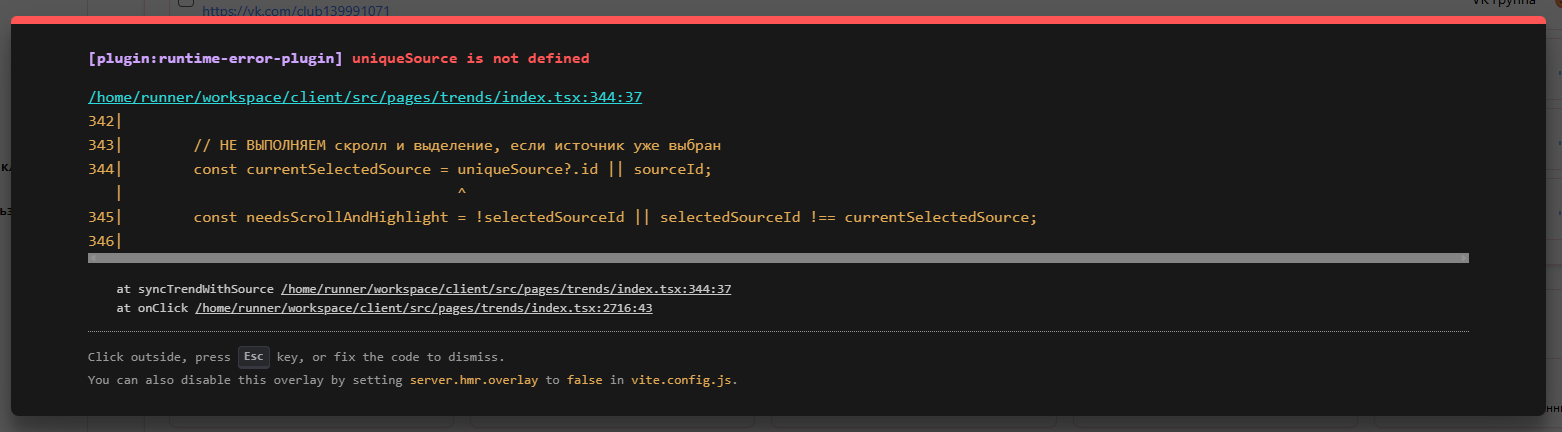 https://vk.com/club139991071
VK Группа
[plugin:runtime-error-plugin] uniqueSource is not defined
/home/runner/workspace/client/src/pages/trends/index.tsx:344:37
342|
343|        // НЕ ВЫПОЛНЯЕМ скролл и выделение, если источник уже выбран
344|        const currentSelectedSource = uniqueSource?.id || sourceId;
   |                                      ^
345|        const needsScrollAndHighlight = !selectedSourceId || selectedSourceId !== currentSelectedSource;
346|
at syncTrendWithSource /home/runner/workspace/client/src/pages/trends/index.tsx:344:37
at onClick /home/runner/workspace/client/src/pages/trends/index.tsx:2716:43
Click outside, press Esc key, or fix the code to dismiss.
You can also disable this overlay by setting server.hmr.overlay to false in vite.config.js.